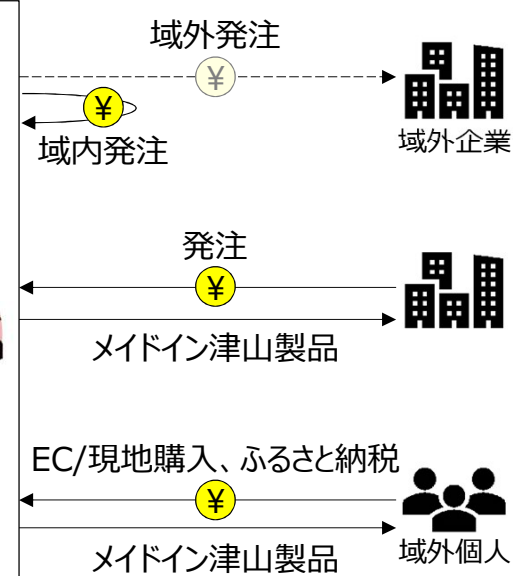 域外発注
¥
¥
域内発注
域外企業
発注
¥
メイドイン津山製品
EC/現地購入、ふるさと納税
¥
メイドイン津山製品
域外個人